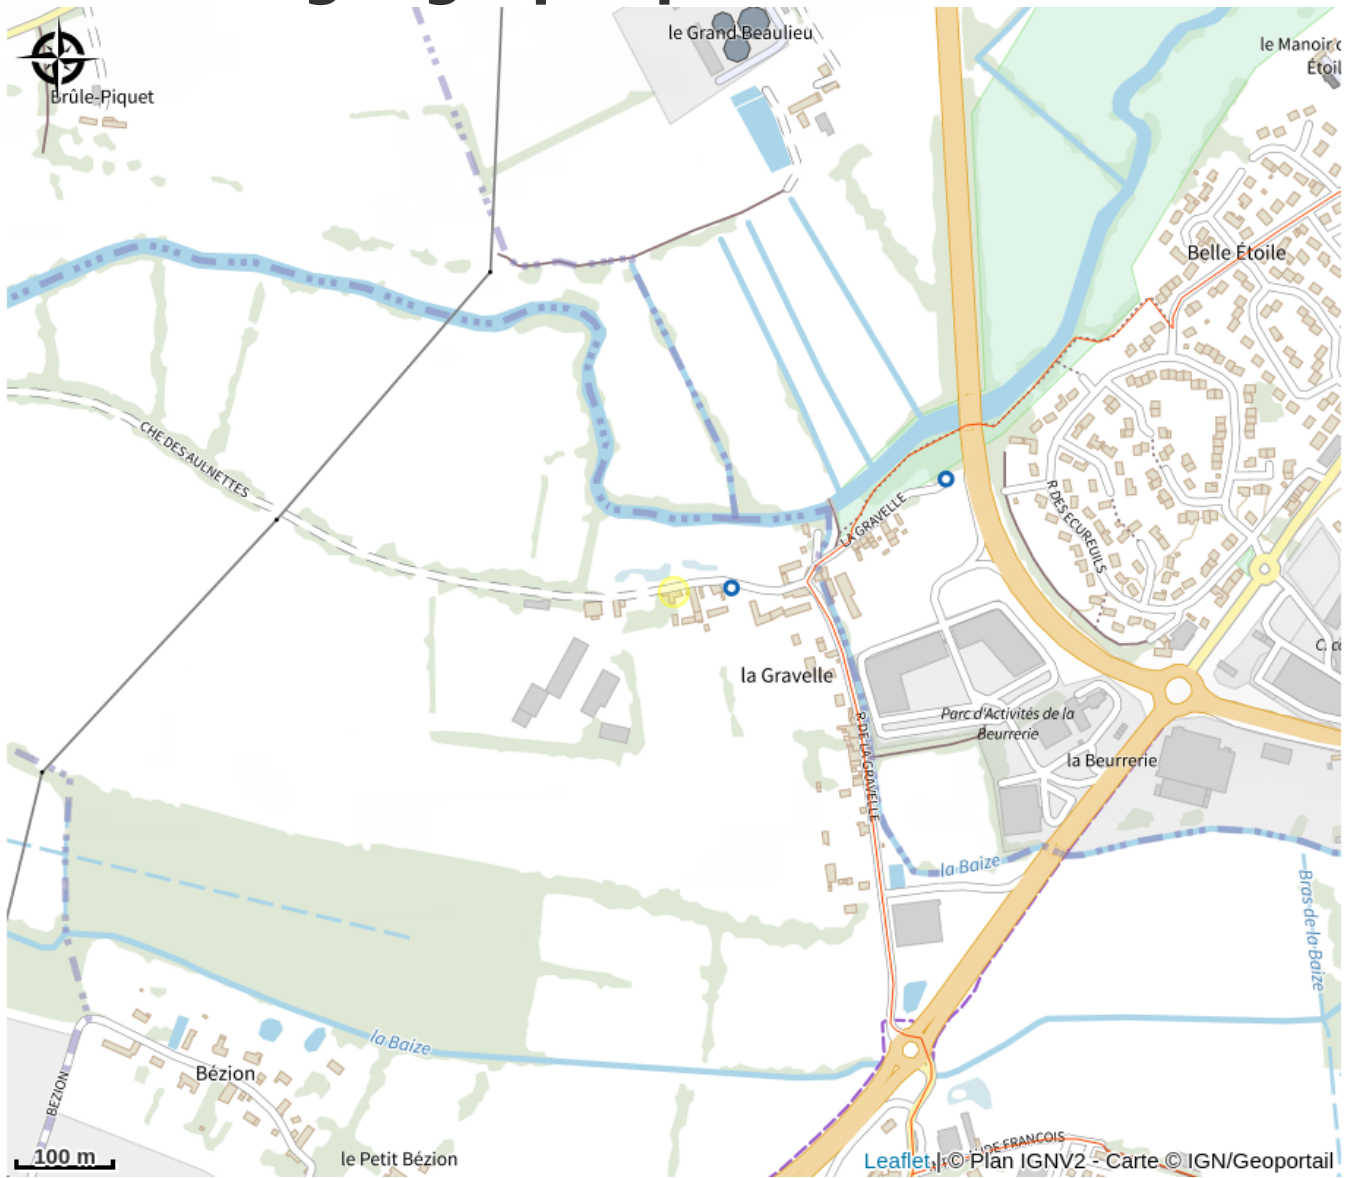 le Grand Beaulieu
le Manoir
Étoil
Brûle-Piquet
Belle Étoile
CHE DES AULNETTES
LA GRAVELLE
R DES ECUREUILS
la Gravelle
R DE LA GRAVELLE
Parc d'Activités de la
Beurrerie
la Beurrerie
la Baize
Bras de la Baize
la Baize
Bézion
BEZION
le Petit Bézion
DE FRANCOIS
100 m
Leaflet | © Plan IGNV2 - Carte © IGN/Geoportail